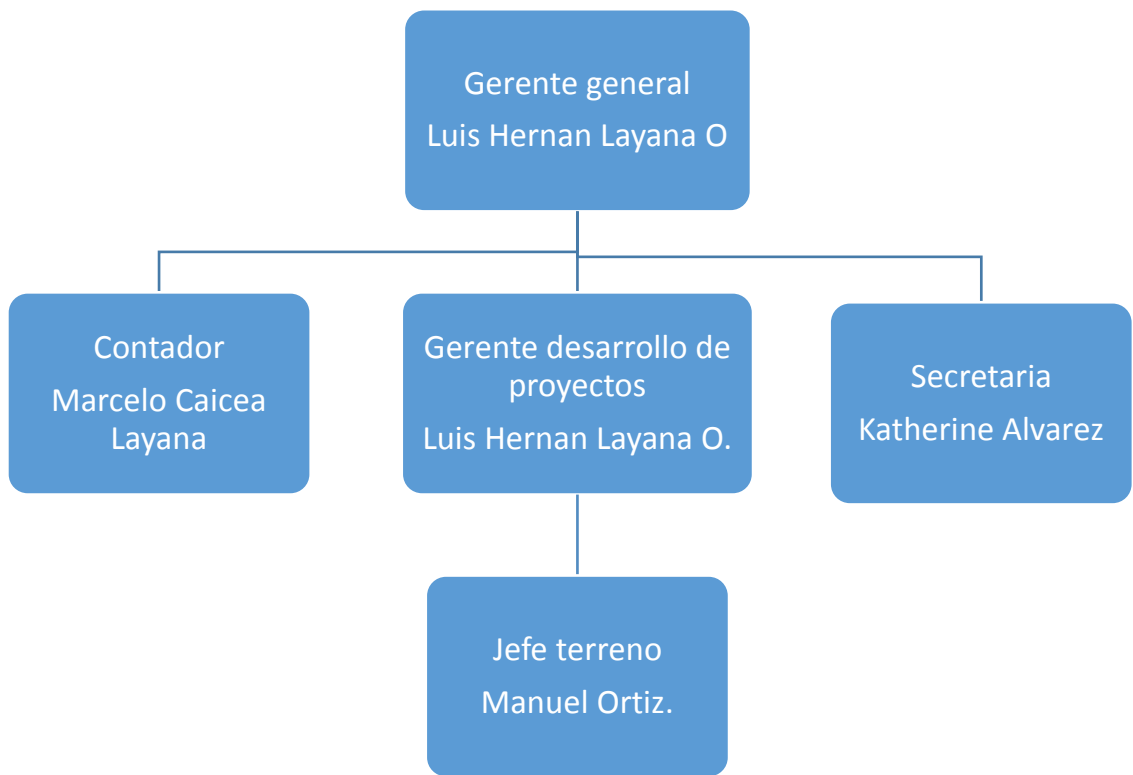 Gerente general
Luis Hernan Layana O
Contador
Marcelo Caicea
Layana
Gerente desarrollo de
proyectos
Luis Hernan Layana O.
Secretaria
Katherine Alvarez
Jefe terreno
Manuel Ortiz.